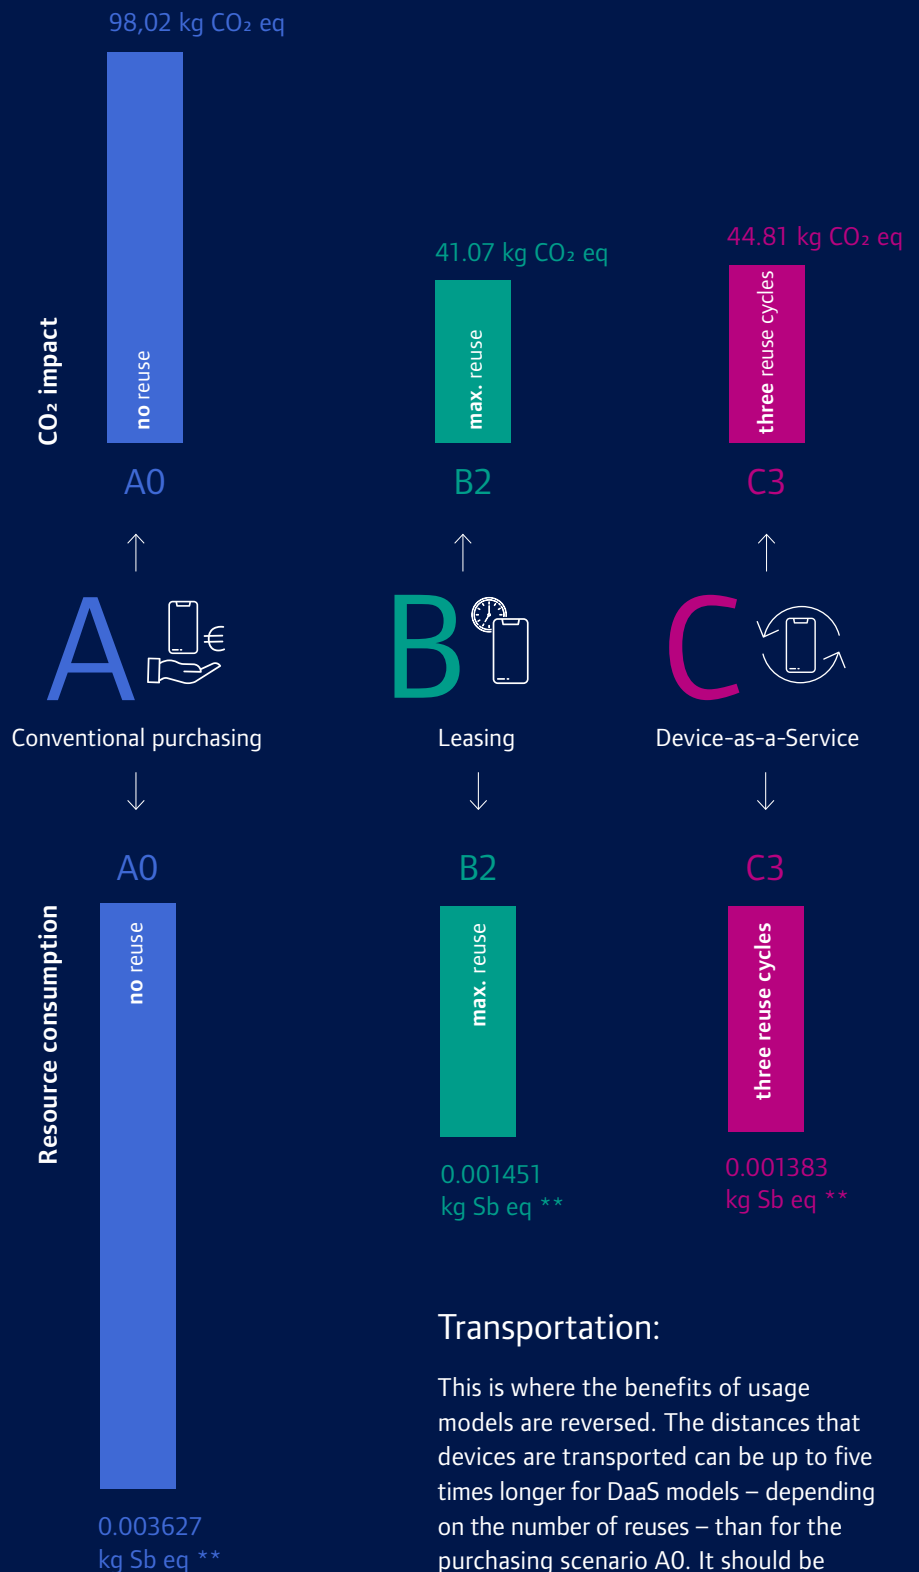 98,02 kg CO₂ eq
44.81 kg CO₂ eq
41.07 kg CO₂ eq
CO₂ impact
no reuse
max. reuse
three reuse cycles
A0
B2
C3
A
B
C
Conventional purchasing
Leasing
Device-as-a-Service
A0
B2
C3
Resource consumption
no reuse
max. reuse
three reuse cycles
0.001451
kg Sb eq **
0.001383
kg Sb eq **
0.003627
kg Sb eq **
Transportation:
This is where the benefits of usage
models are reversed. The distances that
devices are transported can be up to five
times longer for DaaS models – depending
on the number of reuses – than for the
purchasing scenario A0. It should be